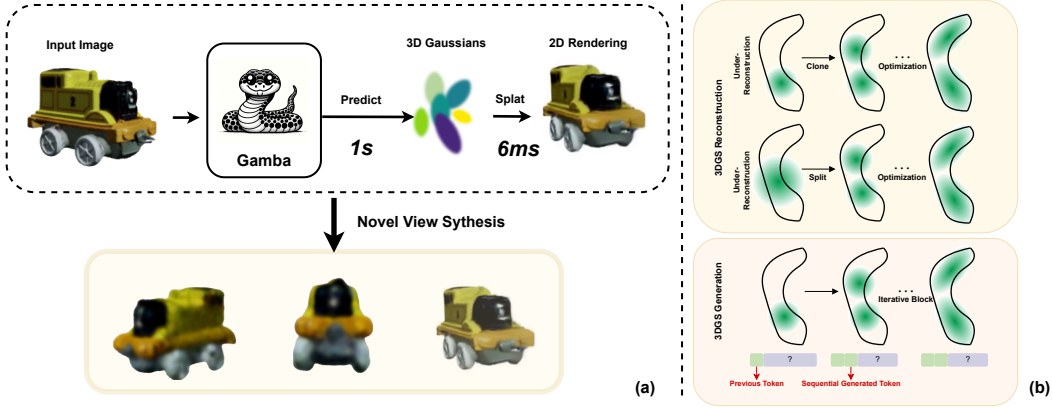 Input Image
3D Gaussians
2D Rendering
Gamba
Predict
1s
Splat
6ms
Novel View Sythesis
(a)
3DGS Reconstruction
Under-
Reconstruction
Clone
...
Optimization
Under-
Reconstruction
Split
...
Optimization
3DGS Generation
...
Iterative Block
?
?
?
Previous Token
Sequential Generated Token
(b)